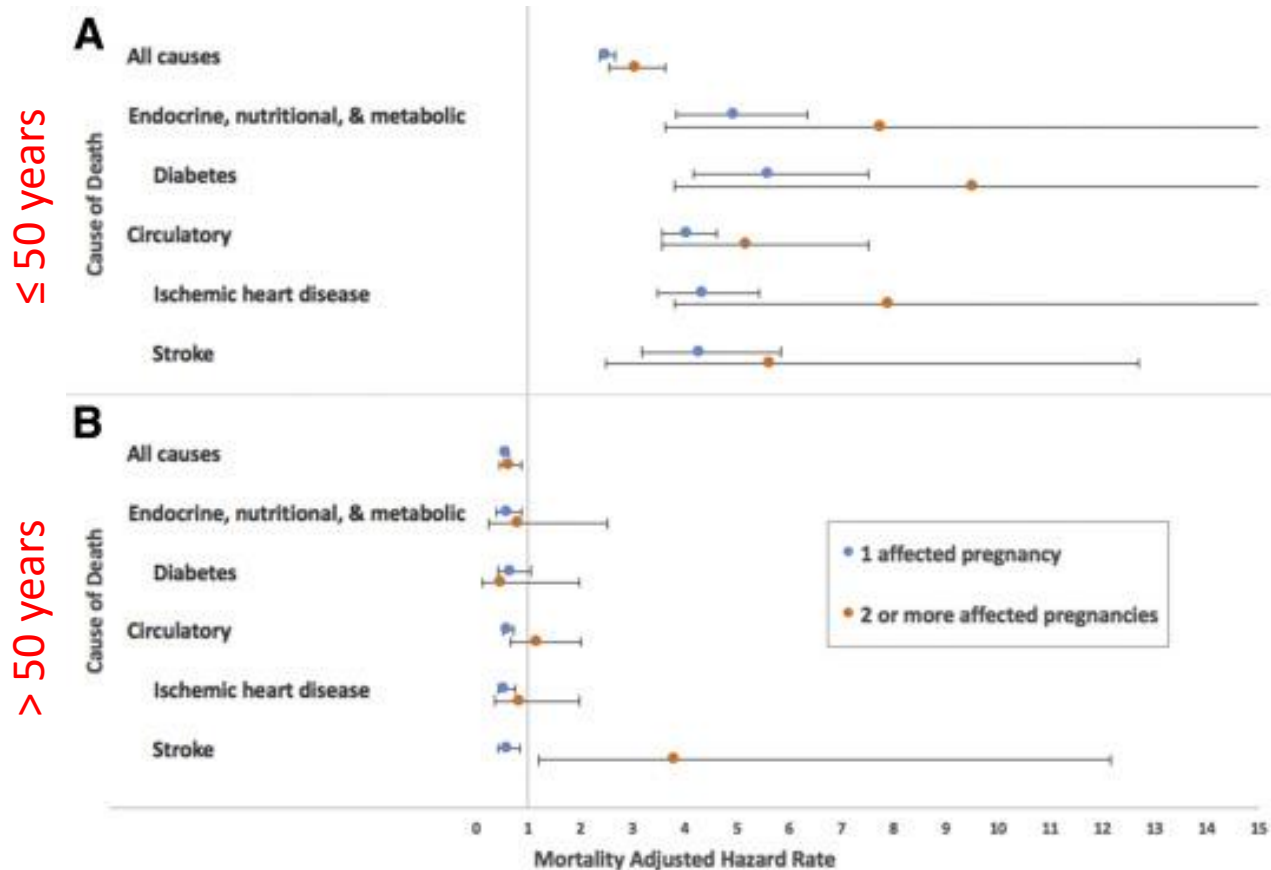 A
≤ 50 years
Cause of Death
All causes
Endocrine, nutritional, & metabolic
Diabetes
Circulatory
Ischemic heart disease
Stroke
B
> 50 years
Cause of Death
All causes
Endocrine, nutritional, & metabolic
Diabetes
Circulatory
Ischemic heart disease
Stroke
1 affected pregnancy
2 or more affected pregnancies
0 1 2 3 4 5 6 7 8 9 10 11 12 13 14 15
Mortality Adjusted Hazard Rate